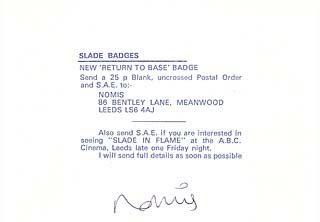 SLADE BADGES
NEW 'RETURN TO BASE' BADGE
Send a 25 p Blank, uncrossed Postal Order
and S.A.E. to:-
NOMIS
86 BENTLEY LANE, MEANWOOD
LEEDS LS6 4AJ
Also send S.A.E. if you are interested in
seeing "SLADE IN FLAME" at the A.B.C.
Cinema, Leeds late one Friday night.
I will send full details as soon as possible
Nomis